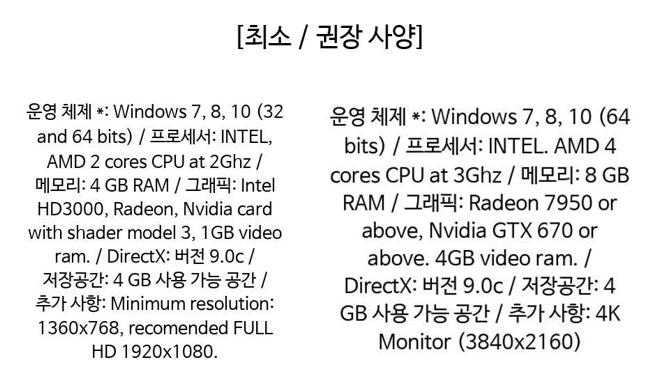 [최소 / 권장 사양]
운영 체제 *: Windows 7, 8, 10 (32
and 64 bits) / 프로세서: INTEL,
AMD 2 cores CPU at 2Ghz /
메모리: 4 GB RAM / 그래픽: Intel
HD3000, Radeon, Nvidia card
with shader model 3, 1GB video
ram. / DirectX: 버전 9.0c /
저장공간: 4 GB 사용 가능 공간 /
추가 사항: Minimum resolution:
1360x768, recomended FULL
HD 1920x1080.
운영 체제 *: Windows 7, 8, 10 (64
bits) / 프로세서: INTEL. AMD 4
cores CPU at 3Ghz / 메모리: 8 GB
RAM / 그래픽: Radeon 7950 or
above, Nvidia GTX 670 or
above. 4GB video ram. /
DirectX: 버전 9.0c / 저장공간: 4
GB 사용 가능 공간 / 추가 사항: 4K
Monitor (3840x2160)